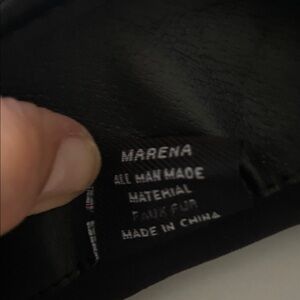 MARENA
ALL MAN MADE
MATERIAL
FAUX FUR
MADE IN CHINA